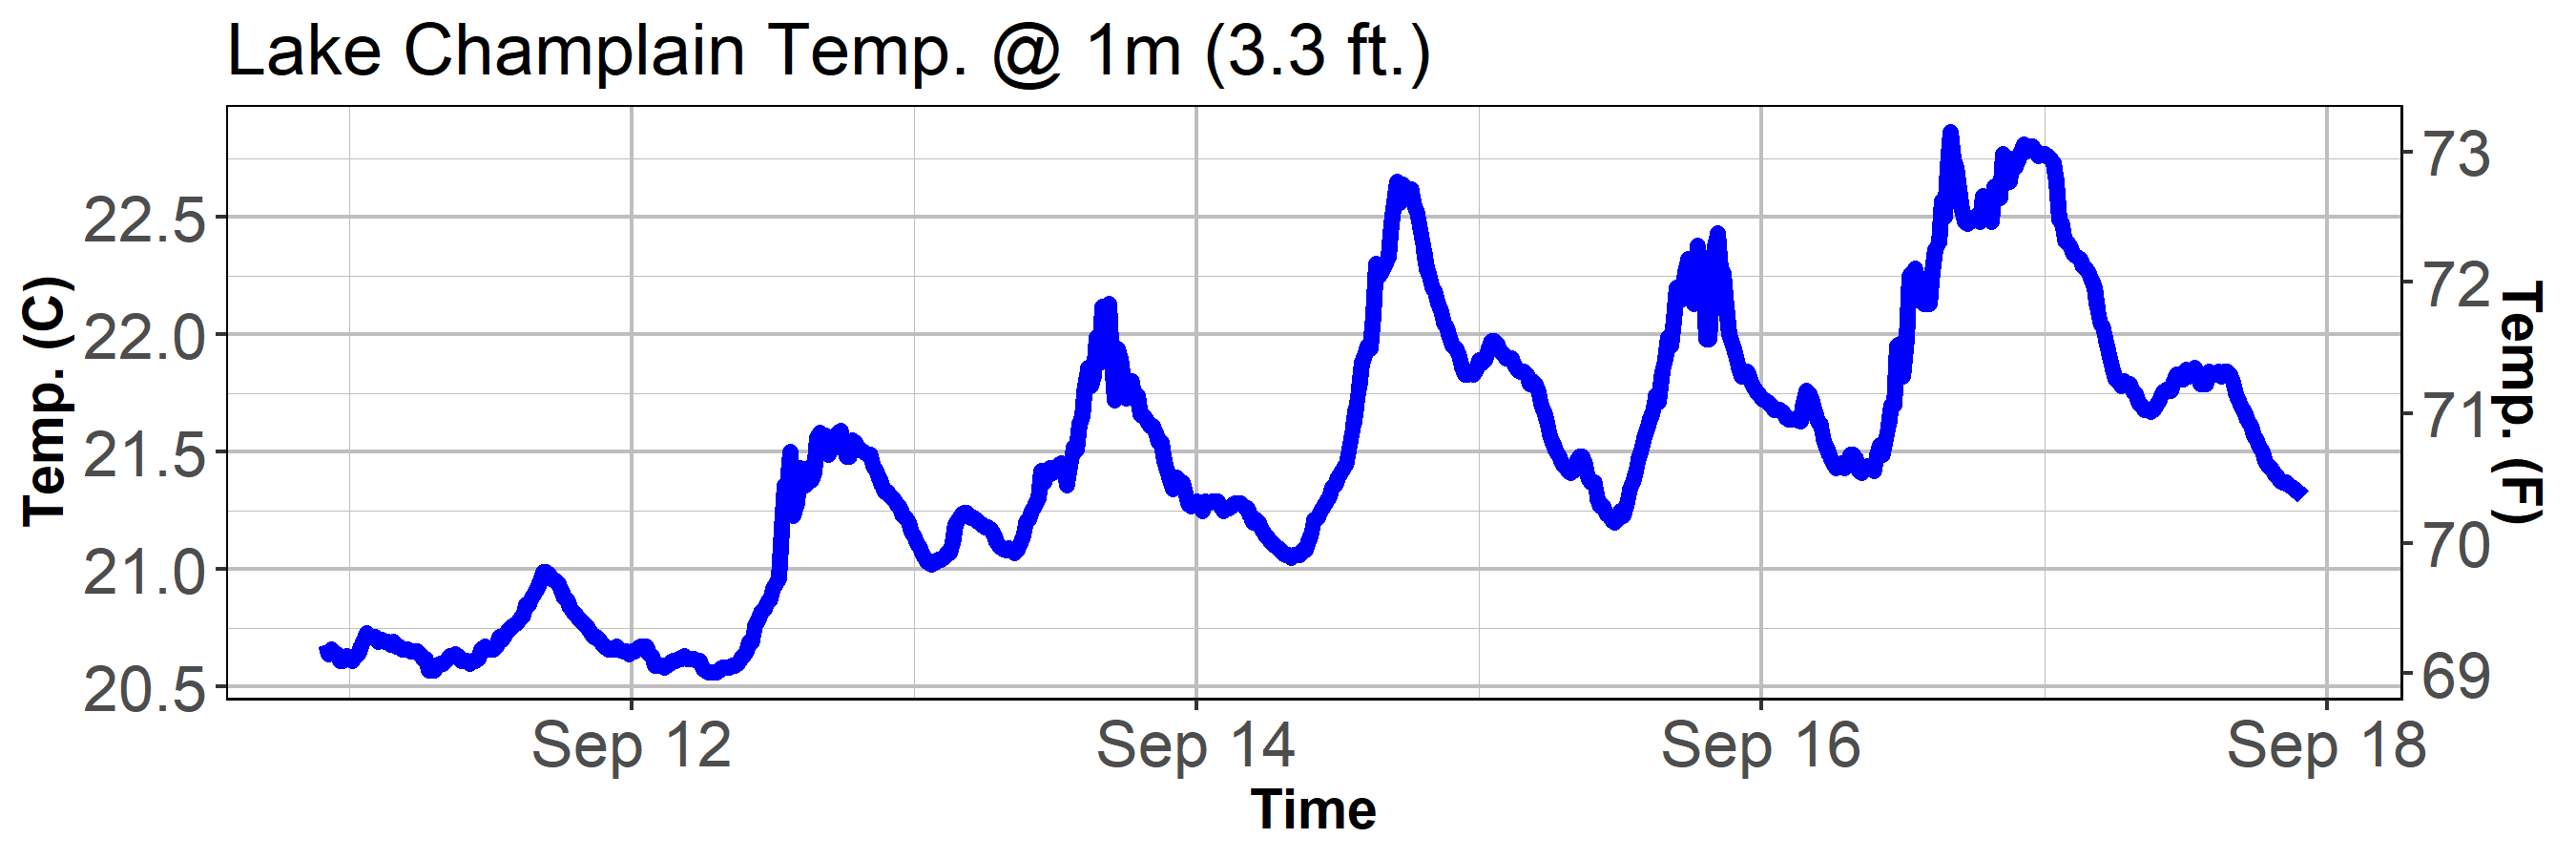 Lake Champlain Temp. @ 1m (3.3 ft.)
Temp. (C)
22.5
22.0
21.5
21.0
20.5
73
72
71
70
69
Temp. (F)
Sep 12 Sep 14 Sep 16 Sep 18
Time